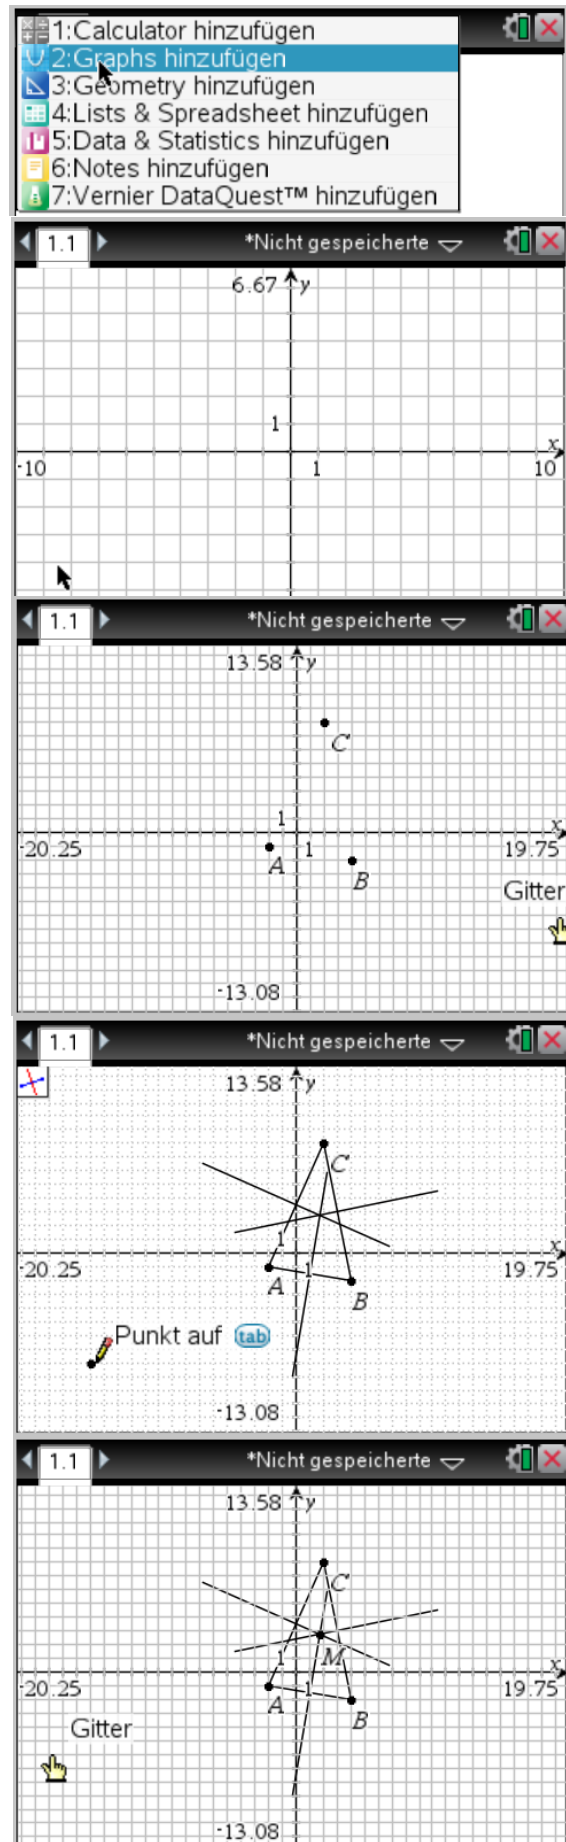 1:Calculator hinzufügen
2:Graphs hinzufügen
3:Geometry hinzufügen
4:Lists & Spreadsheet hinzufügen
5:Data & Statistics hinzufügen
6:Notes hinzufügen
7:Vernier DataQuest™ hinzufügen
1.1 *Nicht gespeicherte
6.67 y
1
x
-10 1 10
1.1 *Nicht gespeicherte
13.58 y
C
1
x
-20.25 A 1 19.75
B
Gitter
-13.08
1.1 *Nicht gespeicherte
13.58 y
C
1
x
-20.25 A 1 19.75
B
Punkt auf tab
-13.08
1.1 *Nicht gespeicherte
13.58 y
C
1 M
x
-20.25 A 1 19.75
B
Gitter
-13.08